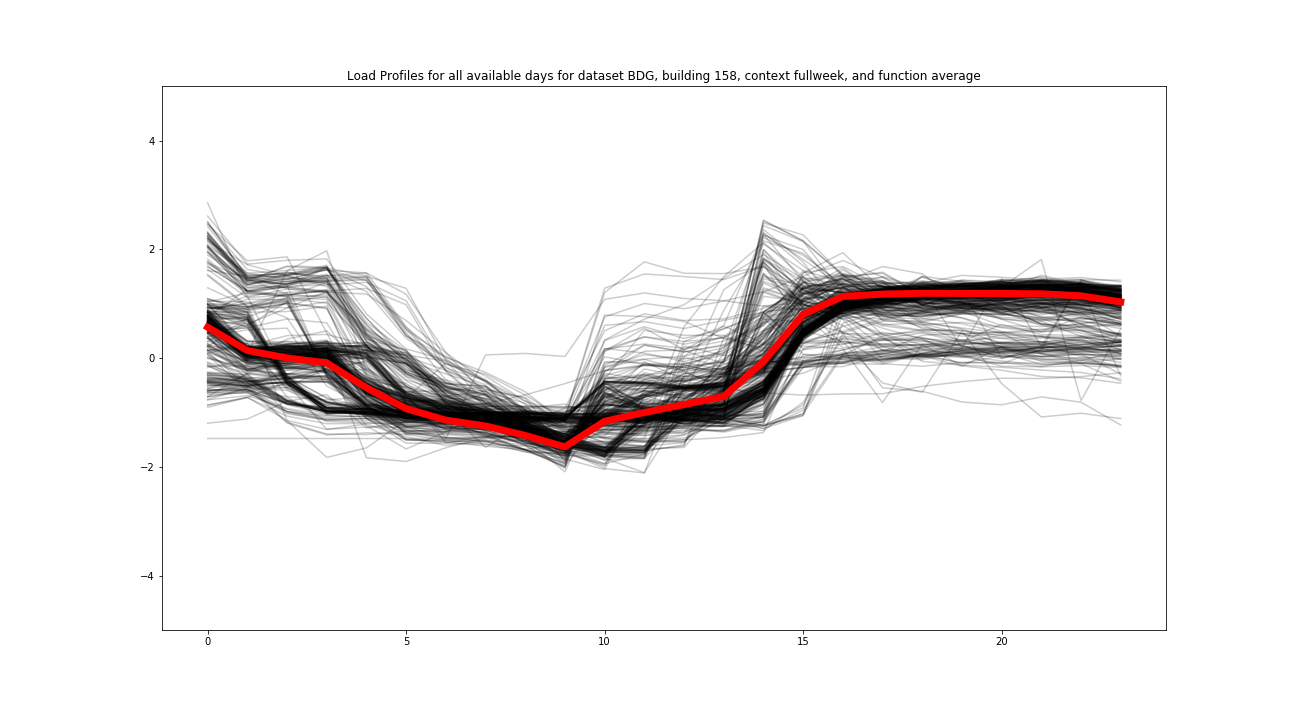 Load Profiles for all available days for dataset BDG, building 158, context fullweek, and function average
4
2
0
−2
−4
0 5 10 15 20